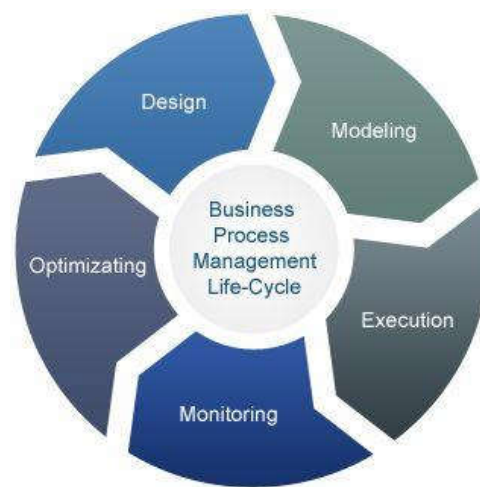 Design
Modeling
Business
Process
Management
Life-Cycle
Optimizating
Execution
Monitoring